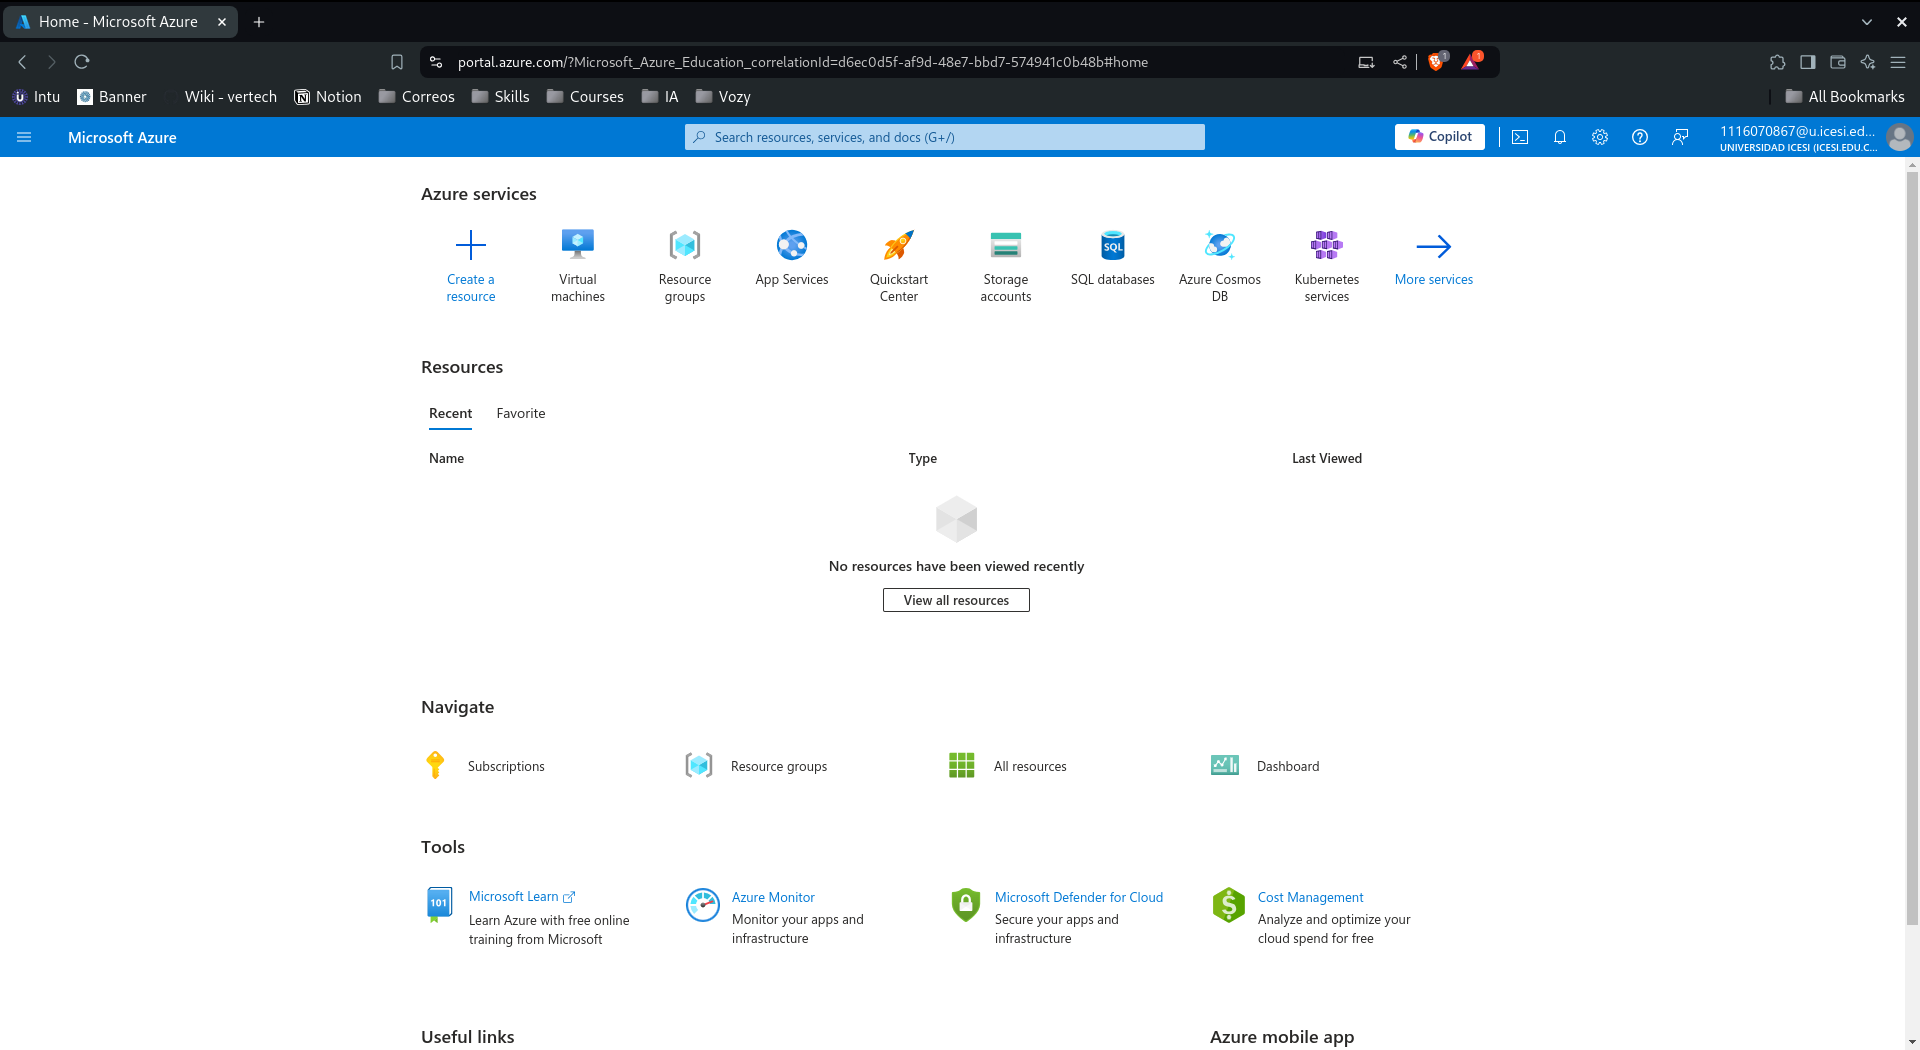 Home - Microsoft Azure
portal.azure.com/?Microsoft_Azure_Education_correlationId=d6ec0d5f-af9d-48e7-bbd7-574941c0b48b#home
1
1
Intu
Banner
Wiki - vertech
Notion
Correos
Skills
Courses
IA
Vozy
All Bookmarks
Microsoft Azure
Search resources, services, and docs (G+/)
Copilot
1116070867@u.icesi.ed...
UNIVERSIDAD ICESI (ICESI.EDU.C...
Azure services
Create a
resource
Virtual
machines
Resource
groups
App Services
Quickstart
Center
Storage
accounts
SQL
SQL databases
Azure Cosmos
DB
Kubernetes
services
More services
Resources
Recent
Favorite
Name
Type
Last Viewed
No resources have been viewed recently
View all resources
Navigate
Subscriptions
Resource groups
All resources
Dashboard
Tools
101
Microsoft Learn
Learn Azure with free online
training from Microsoft
Azure Monitor
Monitor your apps and
infrastructure
Microsoft Defender for Cloud
Secure your apps and
infrastructure
$
Cost Management
Analyze and optimize your
cloud spend for free
Useful links
Azure mobile app